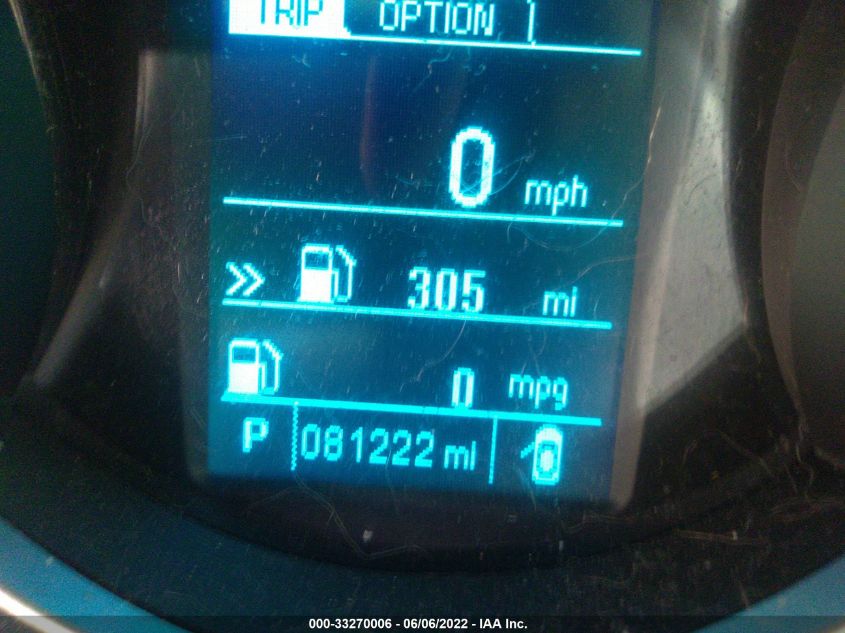 TRIP OPTION
0 mph
305 mi
0 mpg
P 081222 mi
000-33270006 - 06/06/2022 - IAA Inc.